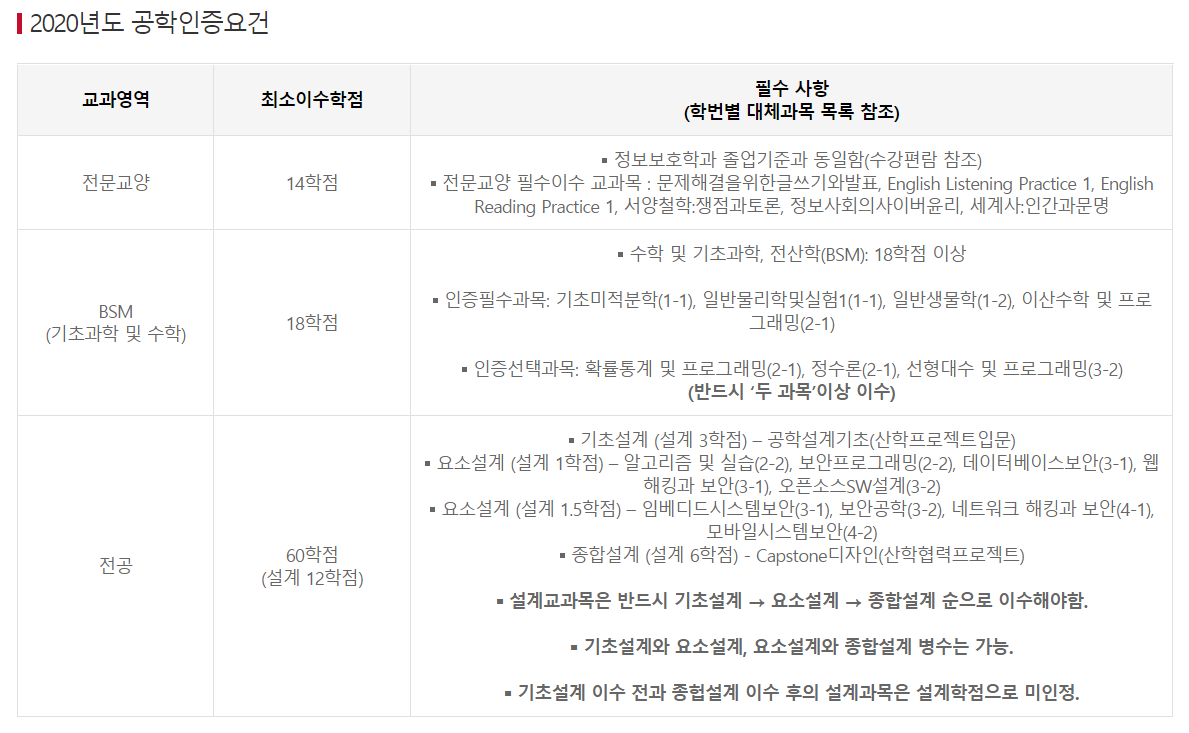 2020년도 공학인증요건
교과영역
최소이수학점
필수 사항
(학번별 대체과목 목록 참조)
전문교양
14학점
▪ 정보보호학과 졸업기준과 동일함(수강편람 참조)
▪ 전문교양 필수이수 교과목 : 문제해결을위한글쓰기와발표, English Listening Practice 1, English
Reading Practice 1, 서양철학:쟁점과토론, 정보사회의사이버윤리, 세계사:인간과문명
BSM
(기초과학 및 수학)
18학점
▪ 수학 및 기초과학, 전산학(BSM): 18학점 이상
▪ 인증필수과목: 기초미적분학(1-1), 일반물리학및실험1(1-1), 일반생물학(1-2), 이산수학 및 프로
그래밍(2-1)
▪ 인증선택과목: 확률통계 및 프로그래밍(2-1), 정수론(2-1), 선형대수 및 프로그래밍(3-2)
(반드시 ‘두 과목’이상 이수)
전공
60학점
(설계 12학점)
▪ 기초설계 (설계 3학점) – 공학설계기초(산학프로젝트입문)
▪ 요소설계 (설계 1학점) – 알고리즘 및 실습(2-2), 보안프로그래밍(2-2), 데이터베이스보안(3-1), 웹
해킹과 보안(3-1), 오픈소스SW설계(3-2)
▪ 요소설계 (설계 1.5학점) – 임베디드시스템보안(3-1), 보안공학(3-2), 네트워크 해킹과 보안(4-1),
모바일시스템보안(4-2)
▪ 종합설계 (설계 6학점) - Capstone디자인(산학협력프로젝트)
▪ 설계교과목은 반드시 기초설계 → 요소설계 → 종합설계 순으로 이수해야함.
▪ 기초설계와 요소설계, 요소설계와 종합설계 병수는 가능.
▪ 기초설계 이수 전과 종헙설계 이수 후의 설계과목은 설계학점으로 미인정.